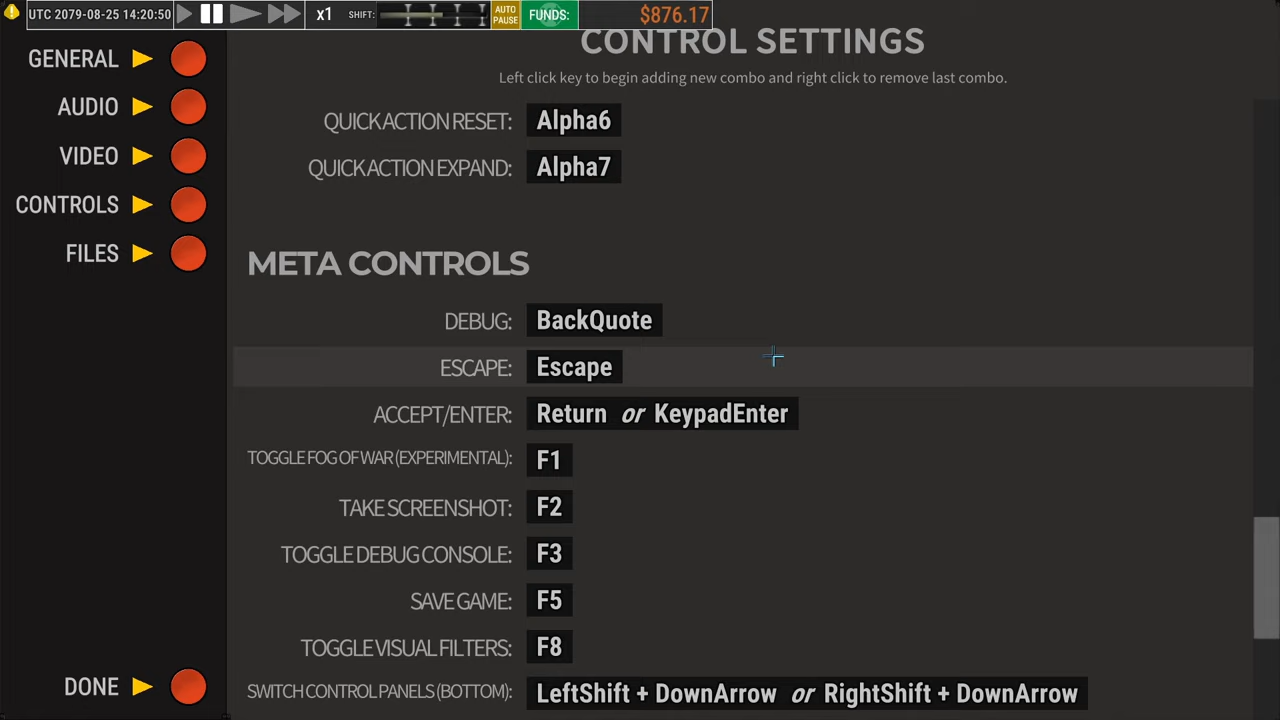 UTC 2079-08-25 14:20:50 x1 SHIFT: AUTO PAUSE FUNDS: $876.17
GENERAL
AUDIO
VIDEO
CONTROLS
FILES
DONE
CONTROL SETTINGS
Left click key to begin adding new combo and right click to remove last combo.
QUICK ACTION RESET: Alpha6
QUICK ACTION EXPAND: Alpha7
META CONTROLS
DEBUG: BackQuote
ESCAPE: Escape
ACCEPT/ENTER: Return or KeypadEnter
TOGGLE FOG OF WAR (EXPERIMENTAL): F1
TAKE SCREENSHOT: F2
TOGGLE DEBUG CONSOLE: F3
SAVE GAME: F5
TOGGLE VISUAL FILTERS: F8
SWITCH CONTROL PANELS (BOTTOM): LeftShift + DownArrow or RightShift + DownArrow